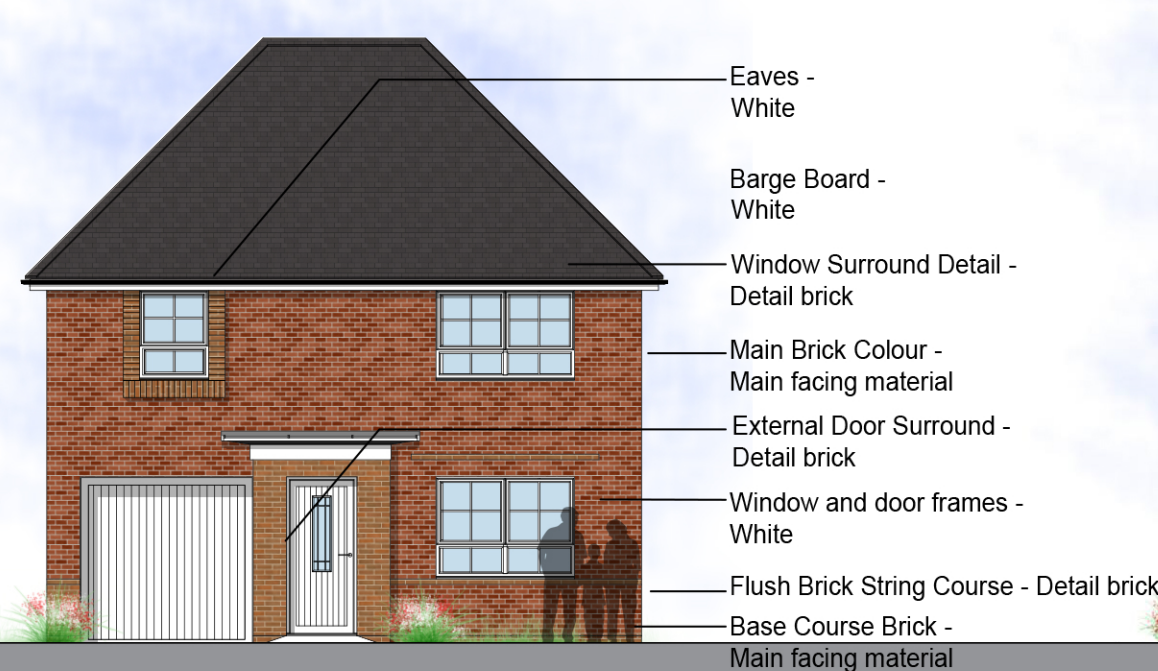 Eaves -
White
Barge Board -
White
Window Surround Detail -
Detail brick
Main Brick Colour -
Main facing material
External Door Surround -
Detail brick
Window and door frames -
White
Flush Brick String Course - Detail brick
Base Course Brick -
Main facing material